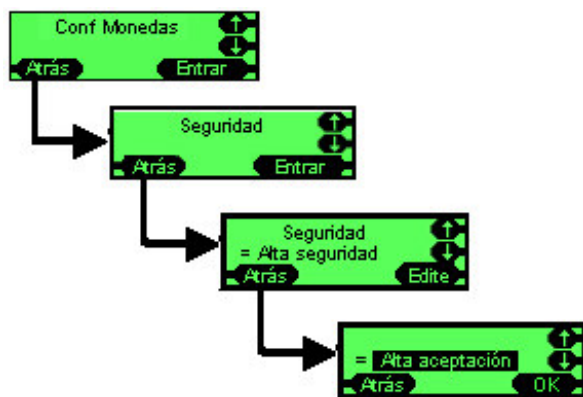 Conf Monedas
↑
↓
Atrás Entrar
Seguridad
↑
↓
Atrás Entrar
Seguridad
↑
= Alta seguridad
↓
Atrás Edite
↑
= Alta aceptación
↓
Atrás OK